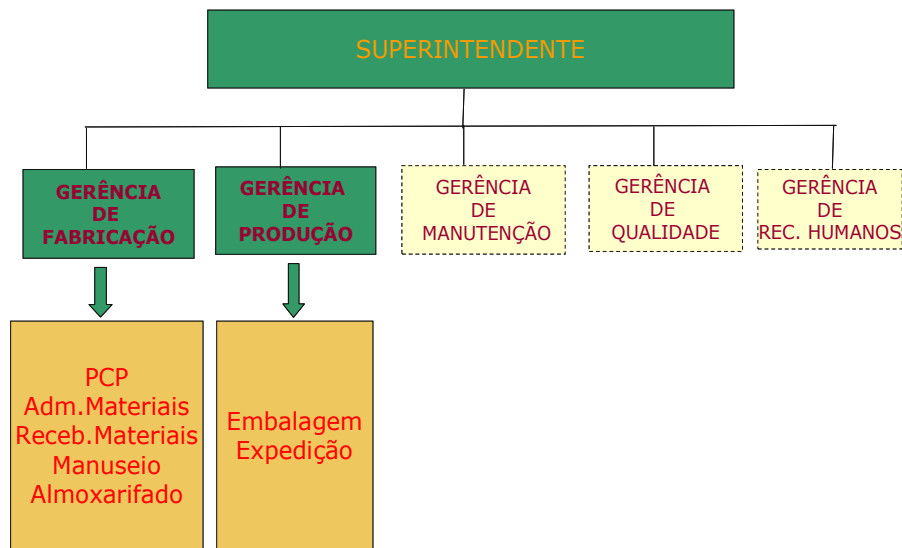 SUPERINTENDENTE
GERÊNCIA
DE
FABRICAÇÃO
GERÊNCIA
DE
PRODUÇÃO
GERÊNCIA
DE
MANUTENÇÃO
GERÊNCIA
DE
QUALIDADE
GERÊNCIA
DE
REC. HUMANOS
PCP
Adm.Materiais
Receb.Materiais
Manuseio
Almoxarifado
Embalagem
Expedição